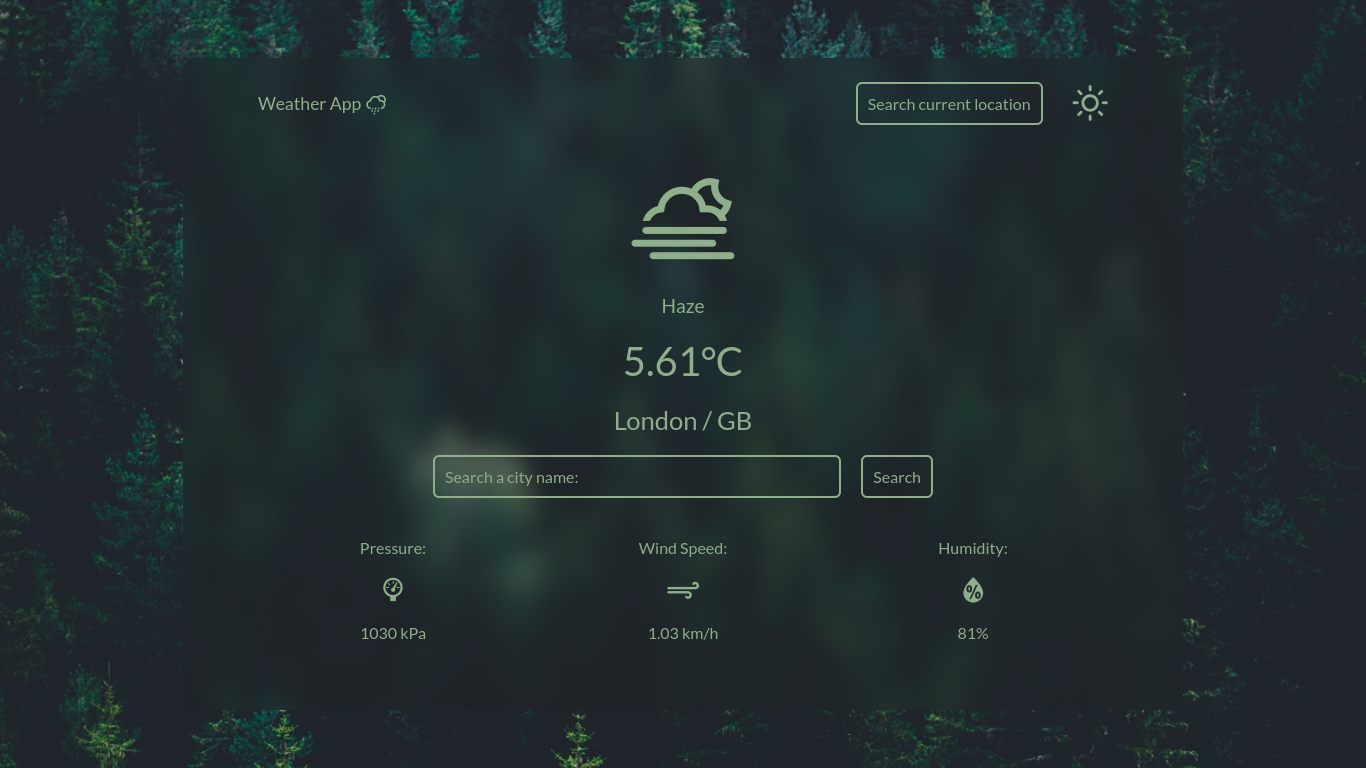 Weather App
Search current location
Haze
5.61°C
London / GB
Search a city name:
Search
Pressure:
Wind Speed:
Humidity:
%
1030 kPa
1.03 km/h
81%